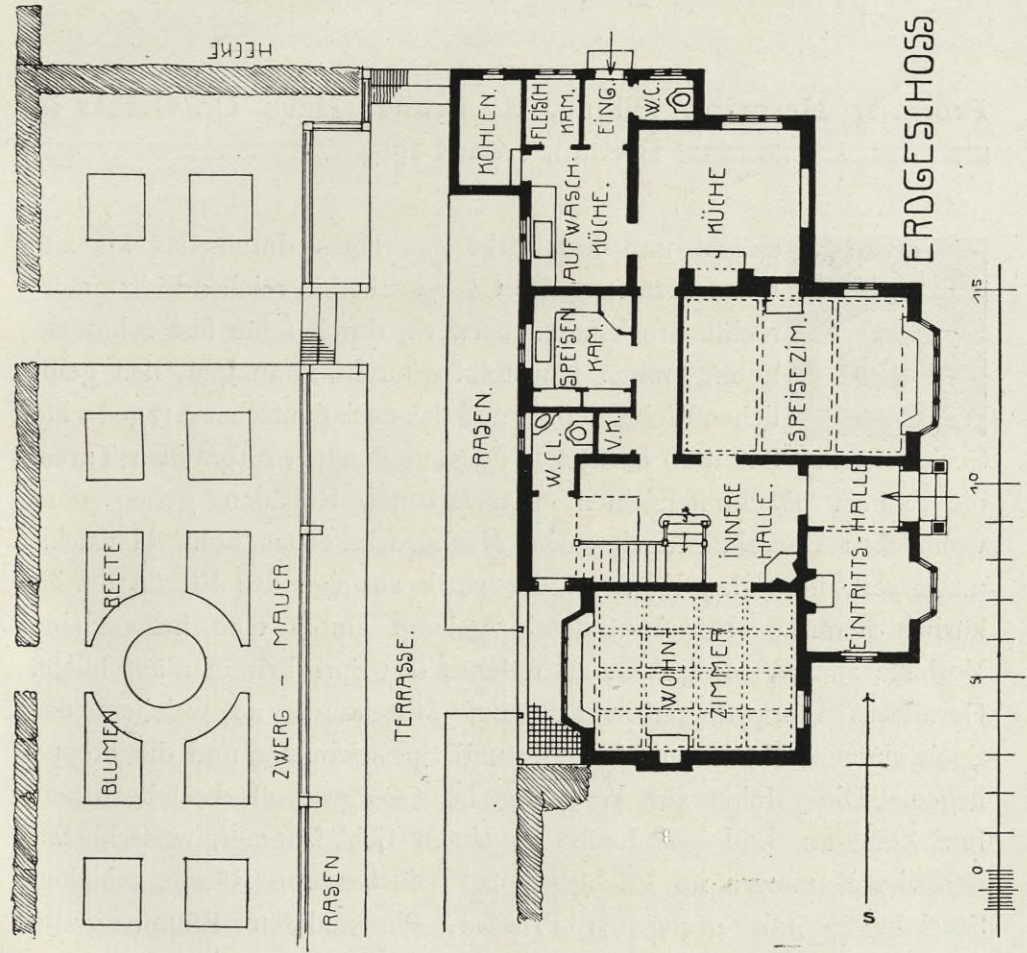 HECKE
KOHLEN.
FLEISCH
KAM.
EING.
W.C.
AUFWASCH
KÜCHE.
KÜCHE
SPEISEN
KAM.
SPEISEZIM.
W.CL.
V.K.
RASEN
INNERE
HALLE
up
EINTRITTS HALLE
WOHN-
ZIMMER
BLUMEN BEETE
ZWERG - MAUER
TERRASSE
RASEN
ERDGESCHOSS
S
0 5 10 15